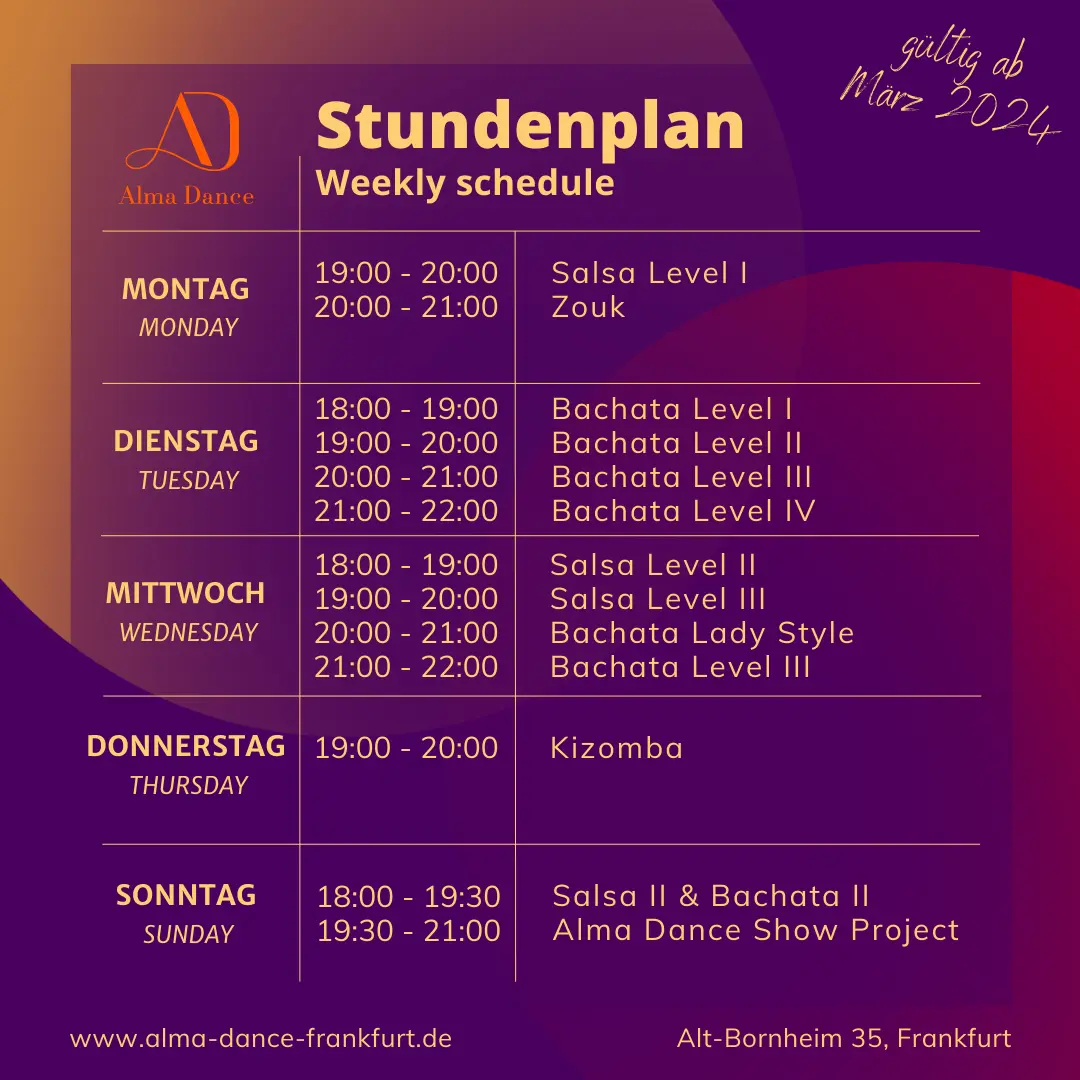 gültig ab
März 2024
Alma Dance
Stundenplan
Weekly schedule
MONTAG
MONDAY
19:00 - 20:00 Salsa Level I
20:00 - 21:00 Zouk
DIENSTAG
TUESDAY
18:00 - 19:00 Bachata Level I
19:00 - 20:00 Bachata Level II
20:00 - 21:00 Bachata Level III
21:00 - 22:00 Bachata Level IV
MITTWOCH
WEDNESDAY
18:00 - 19:00 Salsa Level II
19:00 - 20:00 Salsa Level III
20:00 - 21:00 Bachata Lady Style
21:00 - 22:00 Bachata Level III
DONNERSTAG
THURSDAY
19:00 - 20:00 Kizomba
SONNTAG
SUNDAY
18:00 - 19:30 Salsa II & Bachata II
19:30 - 21:00 Alma Dance Show Project
www.alma-dance-frankfurt.de
Alt-Bornheim 35, Frankfurt